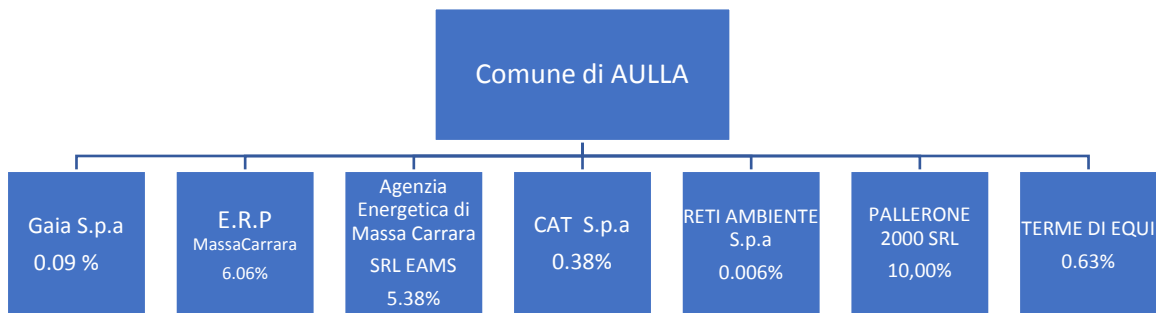 Comune di AULLA
Gaia S.p.a
0.09 %
E.R.P
MassaCarrara
6.06%
Agenzia
Energetica di
Massa Carrara
SRL EAMS
5.38%
CAT S.p.a
0.38%
RETI AMBIENTE
S.p.a
0.006%
PALLERONE
2000 SRL
10,00%
TERME DI EQUI
0.63%